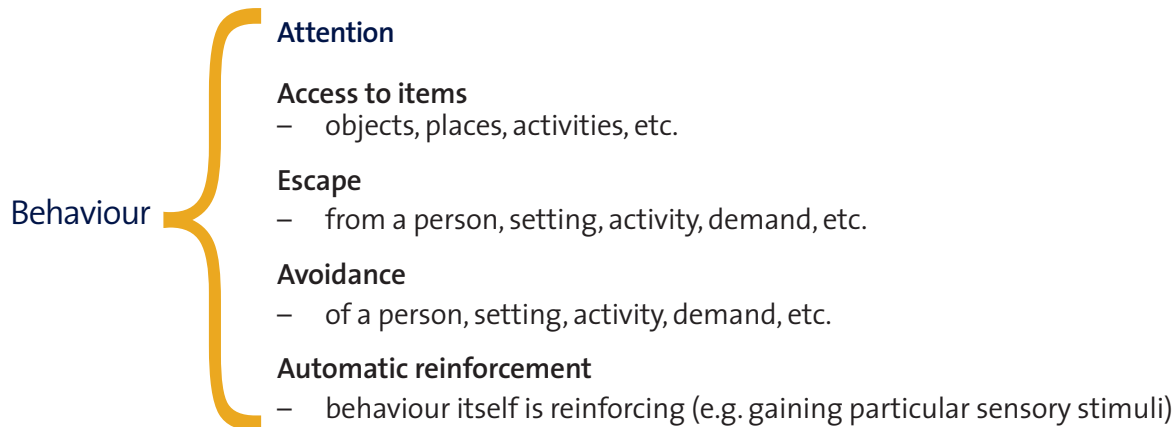 Attention
Access to items
– objects, places, activities, etc.
Escape
– from a person, setting, activity, demand, etc.
Behaviour
Avoidance
– of a person, setting, activity, demand, etc.
Automatic reinforcement
– behaviour itself is reinforcing (e.g. gaining particular sensory stimuli)